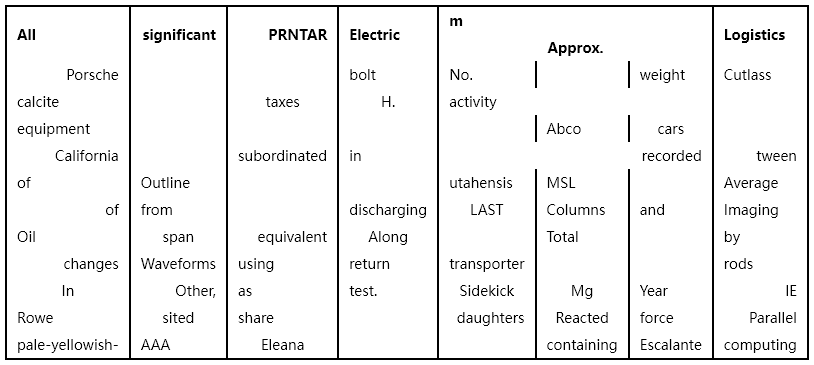 m
All significant PRNTAR Electric Approx. Logistics
Porsche bolt No. weight Cutlass
calcite taxes H. activity
equipment Abco cars
California subordinated in recorded tween
of Outline utahensis MSL Average
of from discharging LAST Columns and Imaging
Oil span equivalent Along Total by
changes Waveforms using return transporter rods
In Other, as test. Sidekick Mg Year IE
Rowe sited share daughters Reacted force Parallel
pale-yellowish- AAA Eleana containing Escalante computing